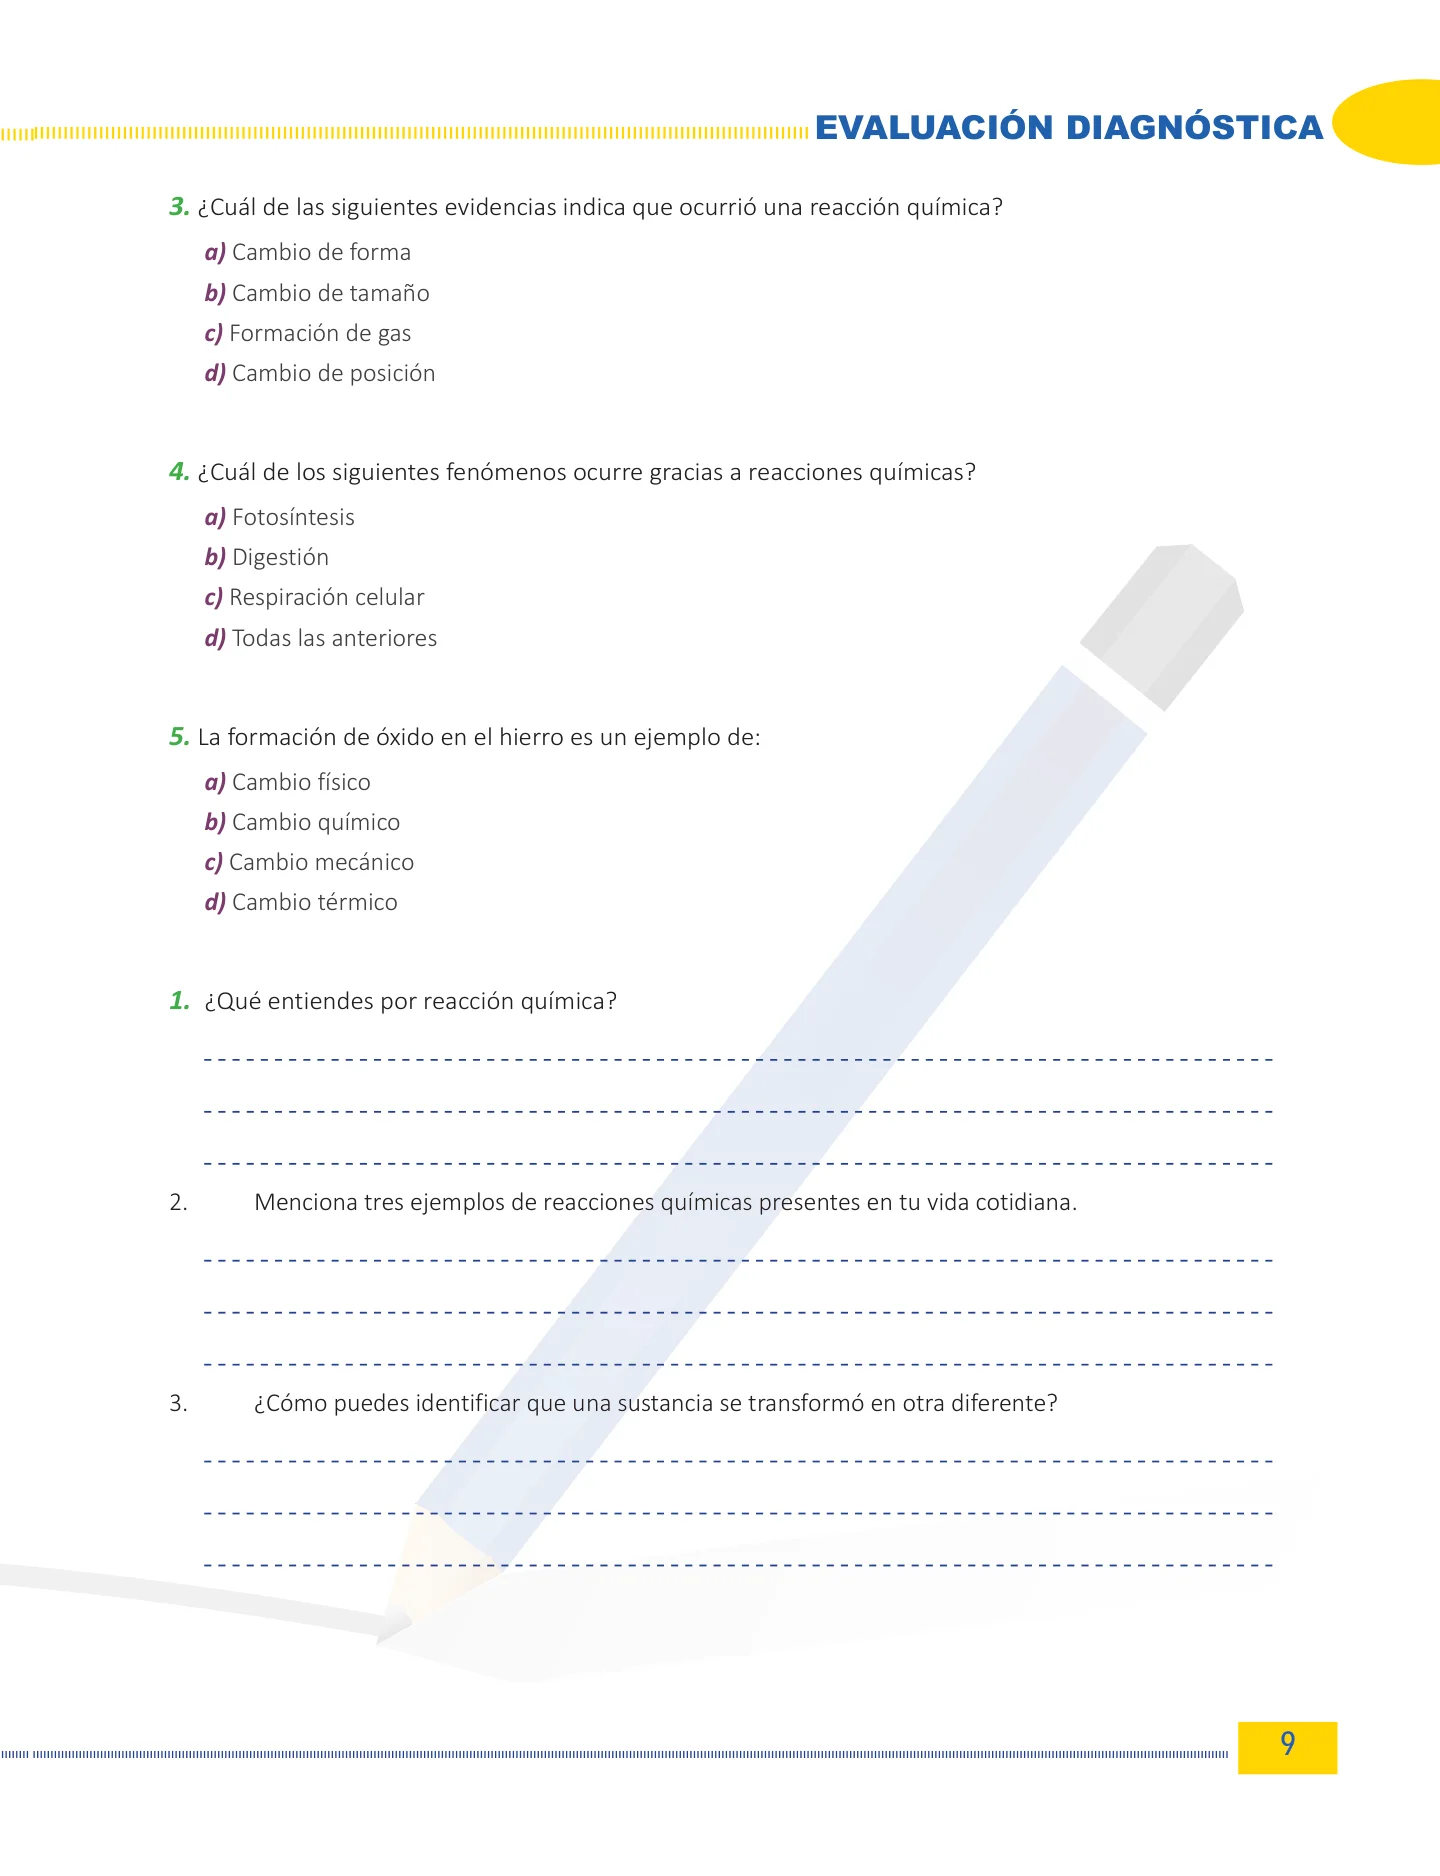 EVALUACIÓN DIAGNÓSTICA
3. ¿Cuál de las siguientes evidencias indica que ocurrió una reacción química?
a) Cambio de forma
b) Cambio de tamaño
c) Formación de gas
d) Cambio de posición
4. ¿Cuál de los siguientes fenómenos ocurre gracias a reacciones químicas?
a) Fotosíntesis
b) Digestión
c) Respiración celular
d) Todas las anteriores
5. La formación de óxido en el hierro es un ejemplo de:
a) Cambio físico
b) Cambio químico
c) Cambio mecánico
d) Cambio térmico
1. ¿Qué entiendes por reacción química?
2. Menciona tres ejemplos de reacciones químicas presentes en tu vida cotidiana.
3. ¿Cómo puedes identificar que una sustancia se transformó en otra diferente?
9